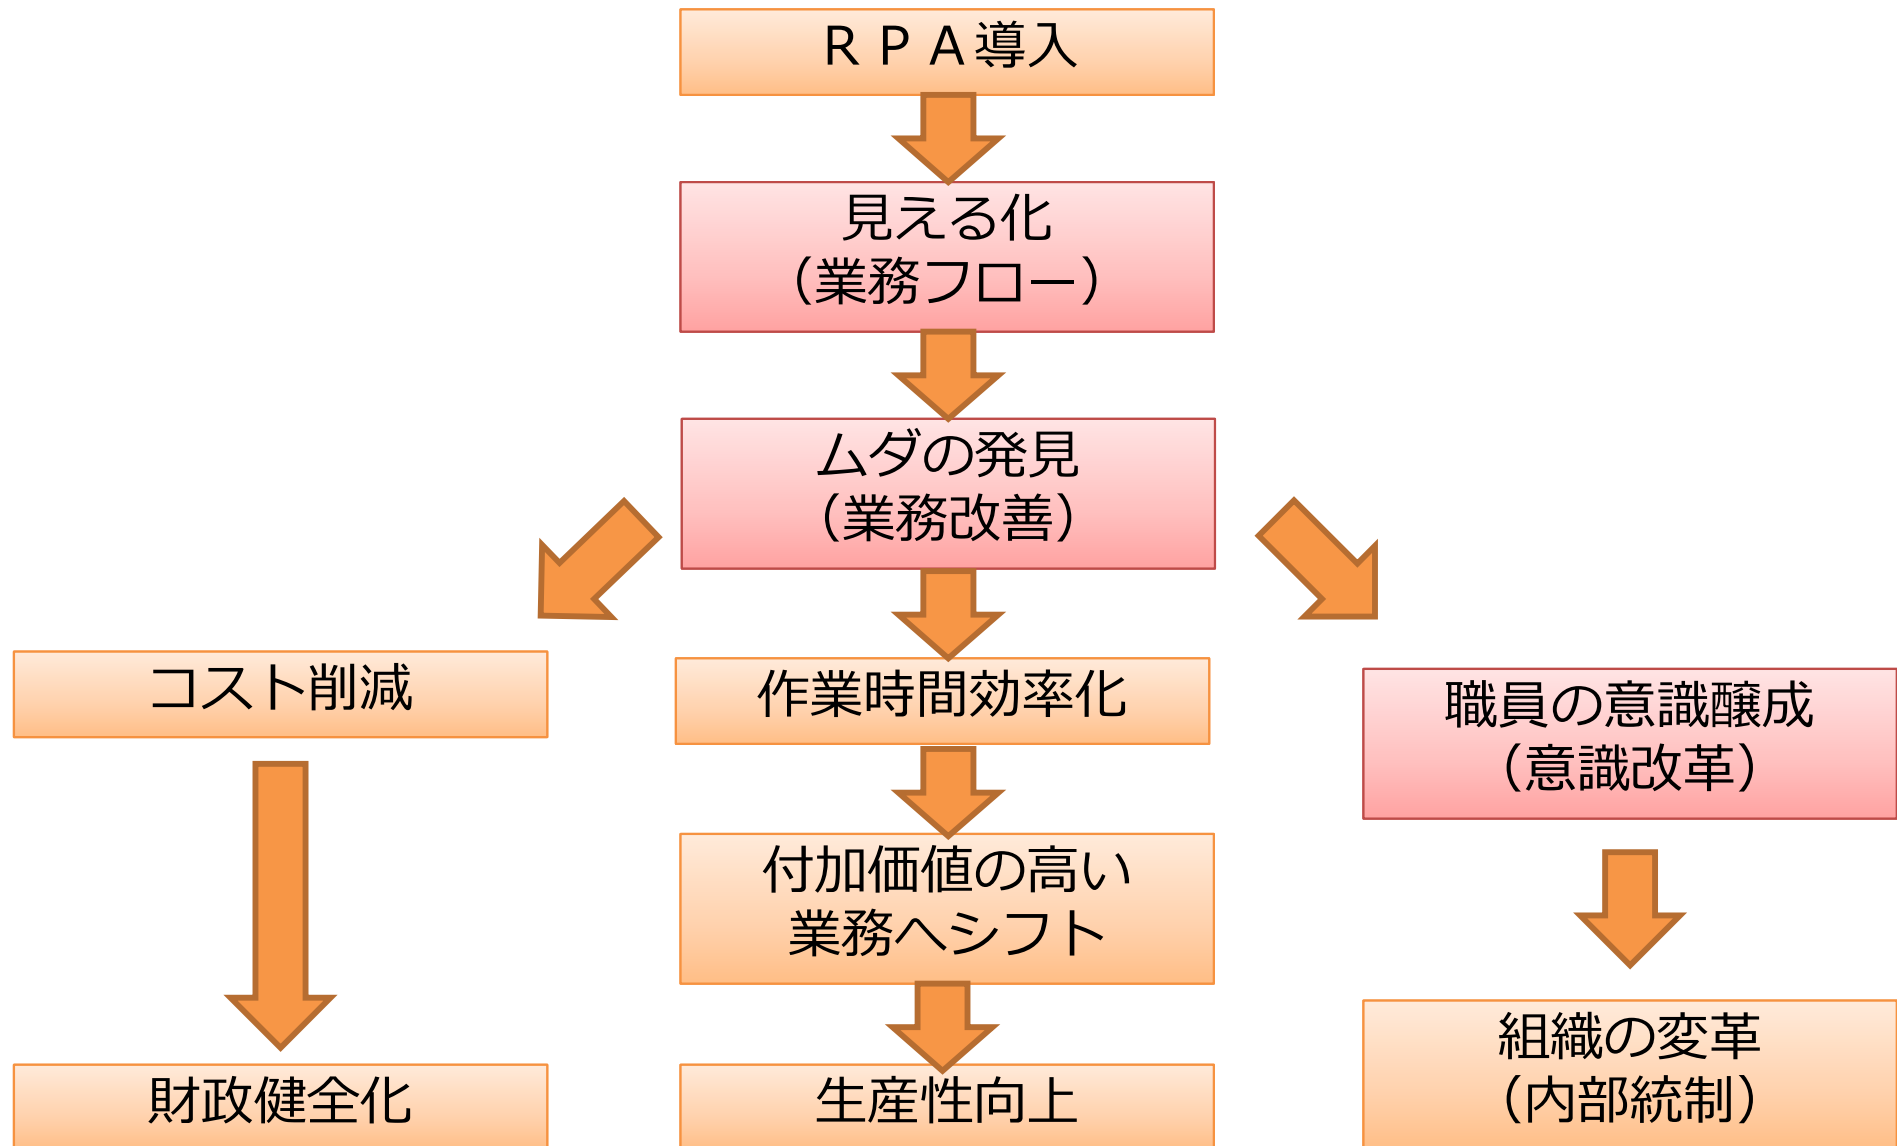 ＲＰＡ導入
見える化
（業務フロー）
ムダの発見
（業務改善）
コスト削減
作業時間効率化
職員の意識醸成
（意識改革）
付加価値の高い
業務へシフト
組織の変革
（内部統制）
財政健全化
生産性向上